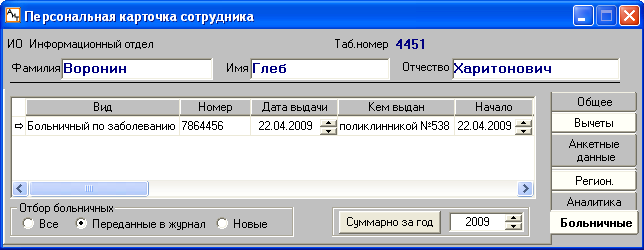 Персональная карточка сотрудника
ИО Информационный отдел Таб.номер 4451
Фамилия Воронин Имя Глеб Отчество Харитонович
Вид Номер Дата выдачи Кем выдан Начало
Больничный по заболеванию 7864456 22.04.2009 поликлинникой №538 22.04.2009
Общее
Вычеты
Анкетные
данные
Регион.
Аналитика
Больничные
Отбор больничных
Все Переданные в журнал Новые
Суммарно за год 2009